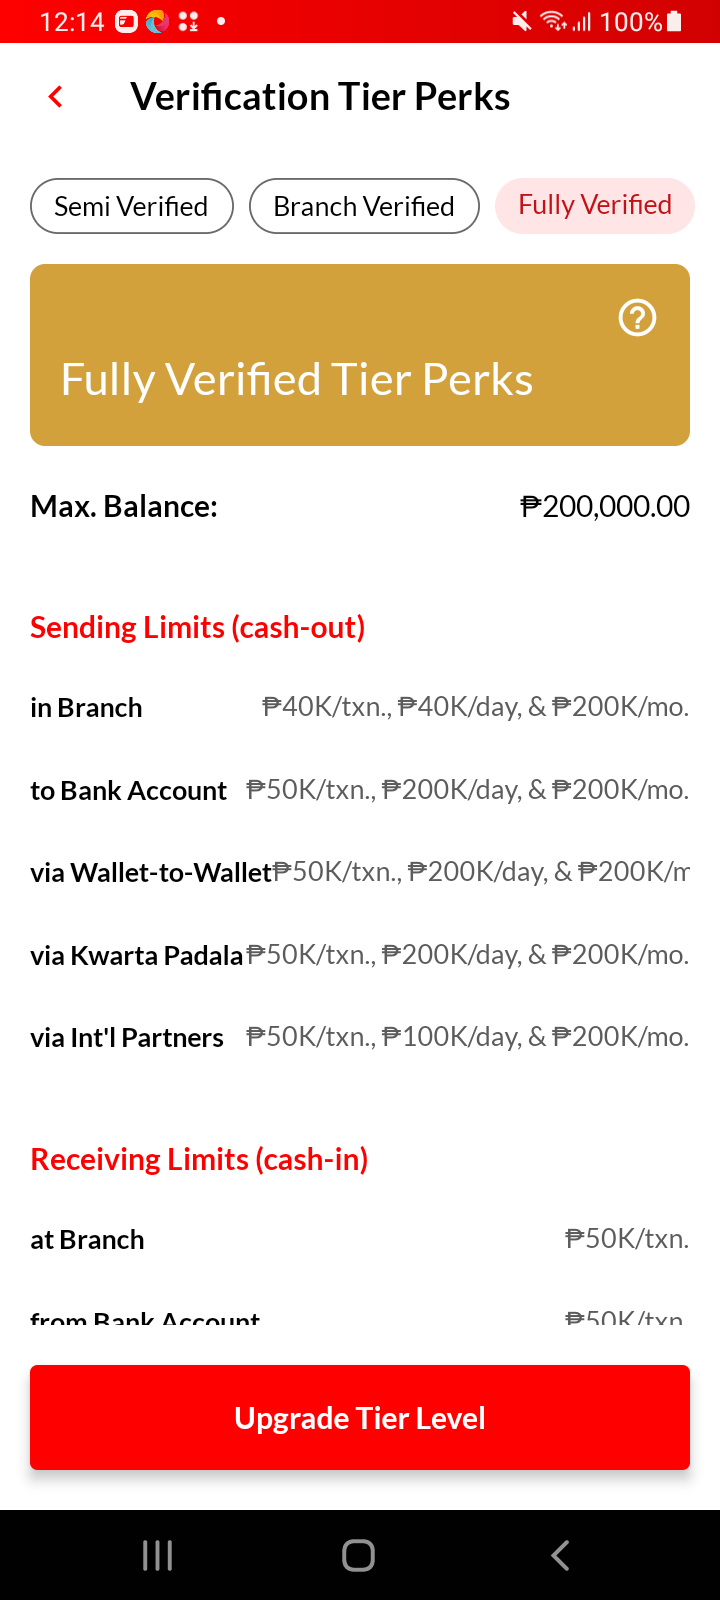 12:14 100%
Verification Tier Perks
Semi Verified Branch Verified Fully Verified
Fully Verified Tier Perks
Max. Balance: ₱200,000.00
Sending Limits (cash-out)
in Branch ₱40K/txn., ₱40K/day, & ₱200K/mo.
to Bank Account ₱50K/txn., ₱200K/day, & ₱200K/mo.
via Wallet-to-Wallet ₱50K/txn., ₱200K/day, & ₱200K/m
via Kwarta Padala ₱50K/txn., ₱200K/day, & ₱200K/mo.
via Int'l Partners ₱50K/txn., ₱100K/day, & ₱200K/mo.
Receiving Limits (cash-in)
at Branch ₱50K/txn.
from Bank Account ₱50K/txn.
Upgrade Tier Level